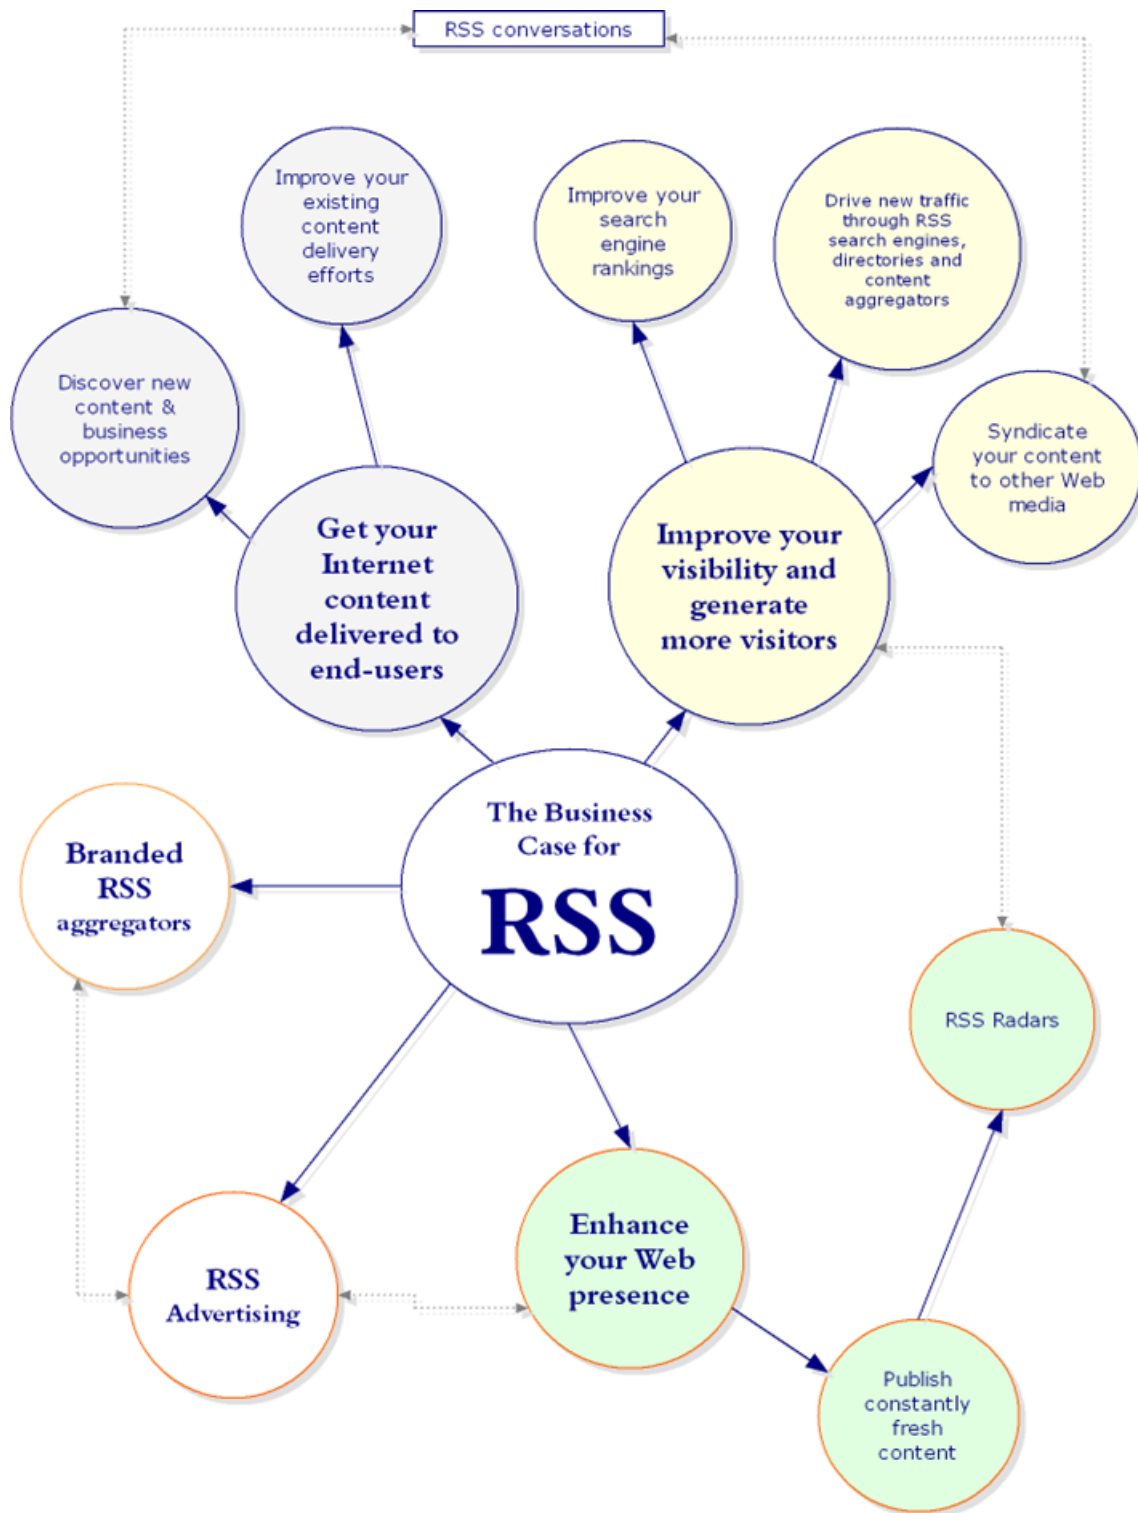 RSS conversations
Improve your
existing
content
delivery
efforts
Improve your
search
engine
rankings
Drive new traffic
through RSS
search engines,
directories and
content
aggregators
Discover new
content &
business
opportunities
Syndicate
your content
to other Web
media
Get your
Internet
content
delivered to
end-users
Improve your
visibility and
generate
more visitors
The Business
Case for
RSS
Branded
RSS
aggregators
RSS Radars
RSS
Advertising
Enhance
your Web
presence
Publish
constantly
fresh
content